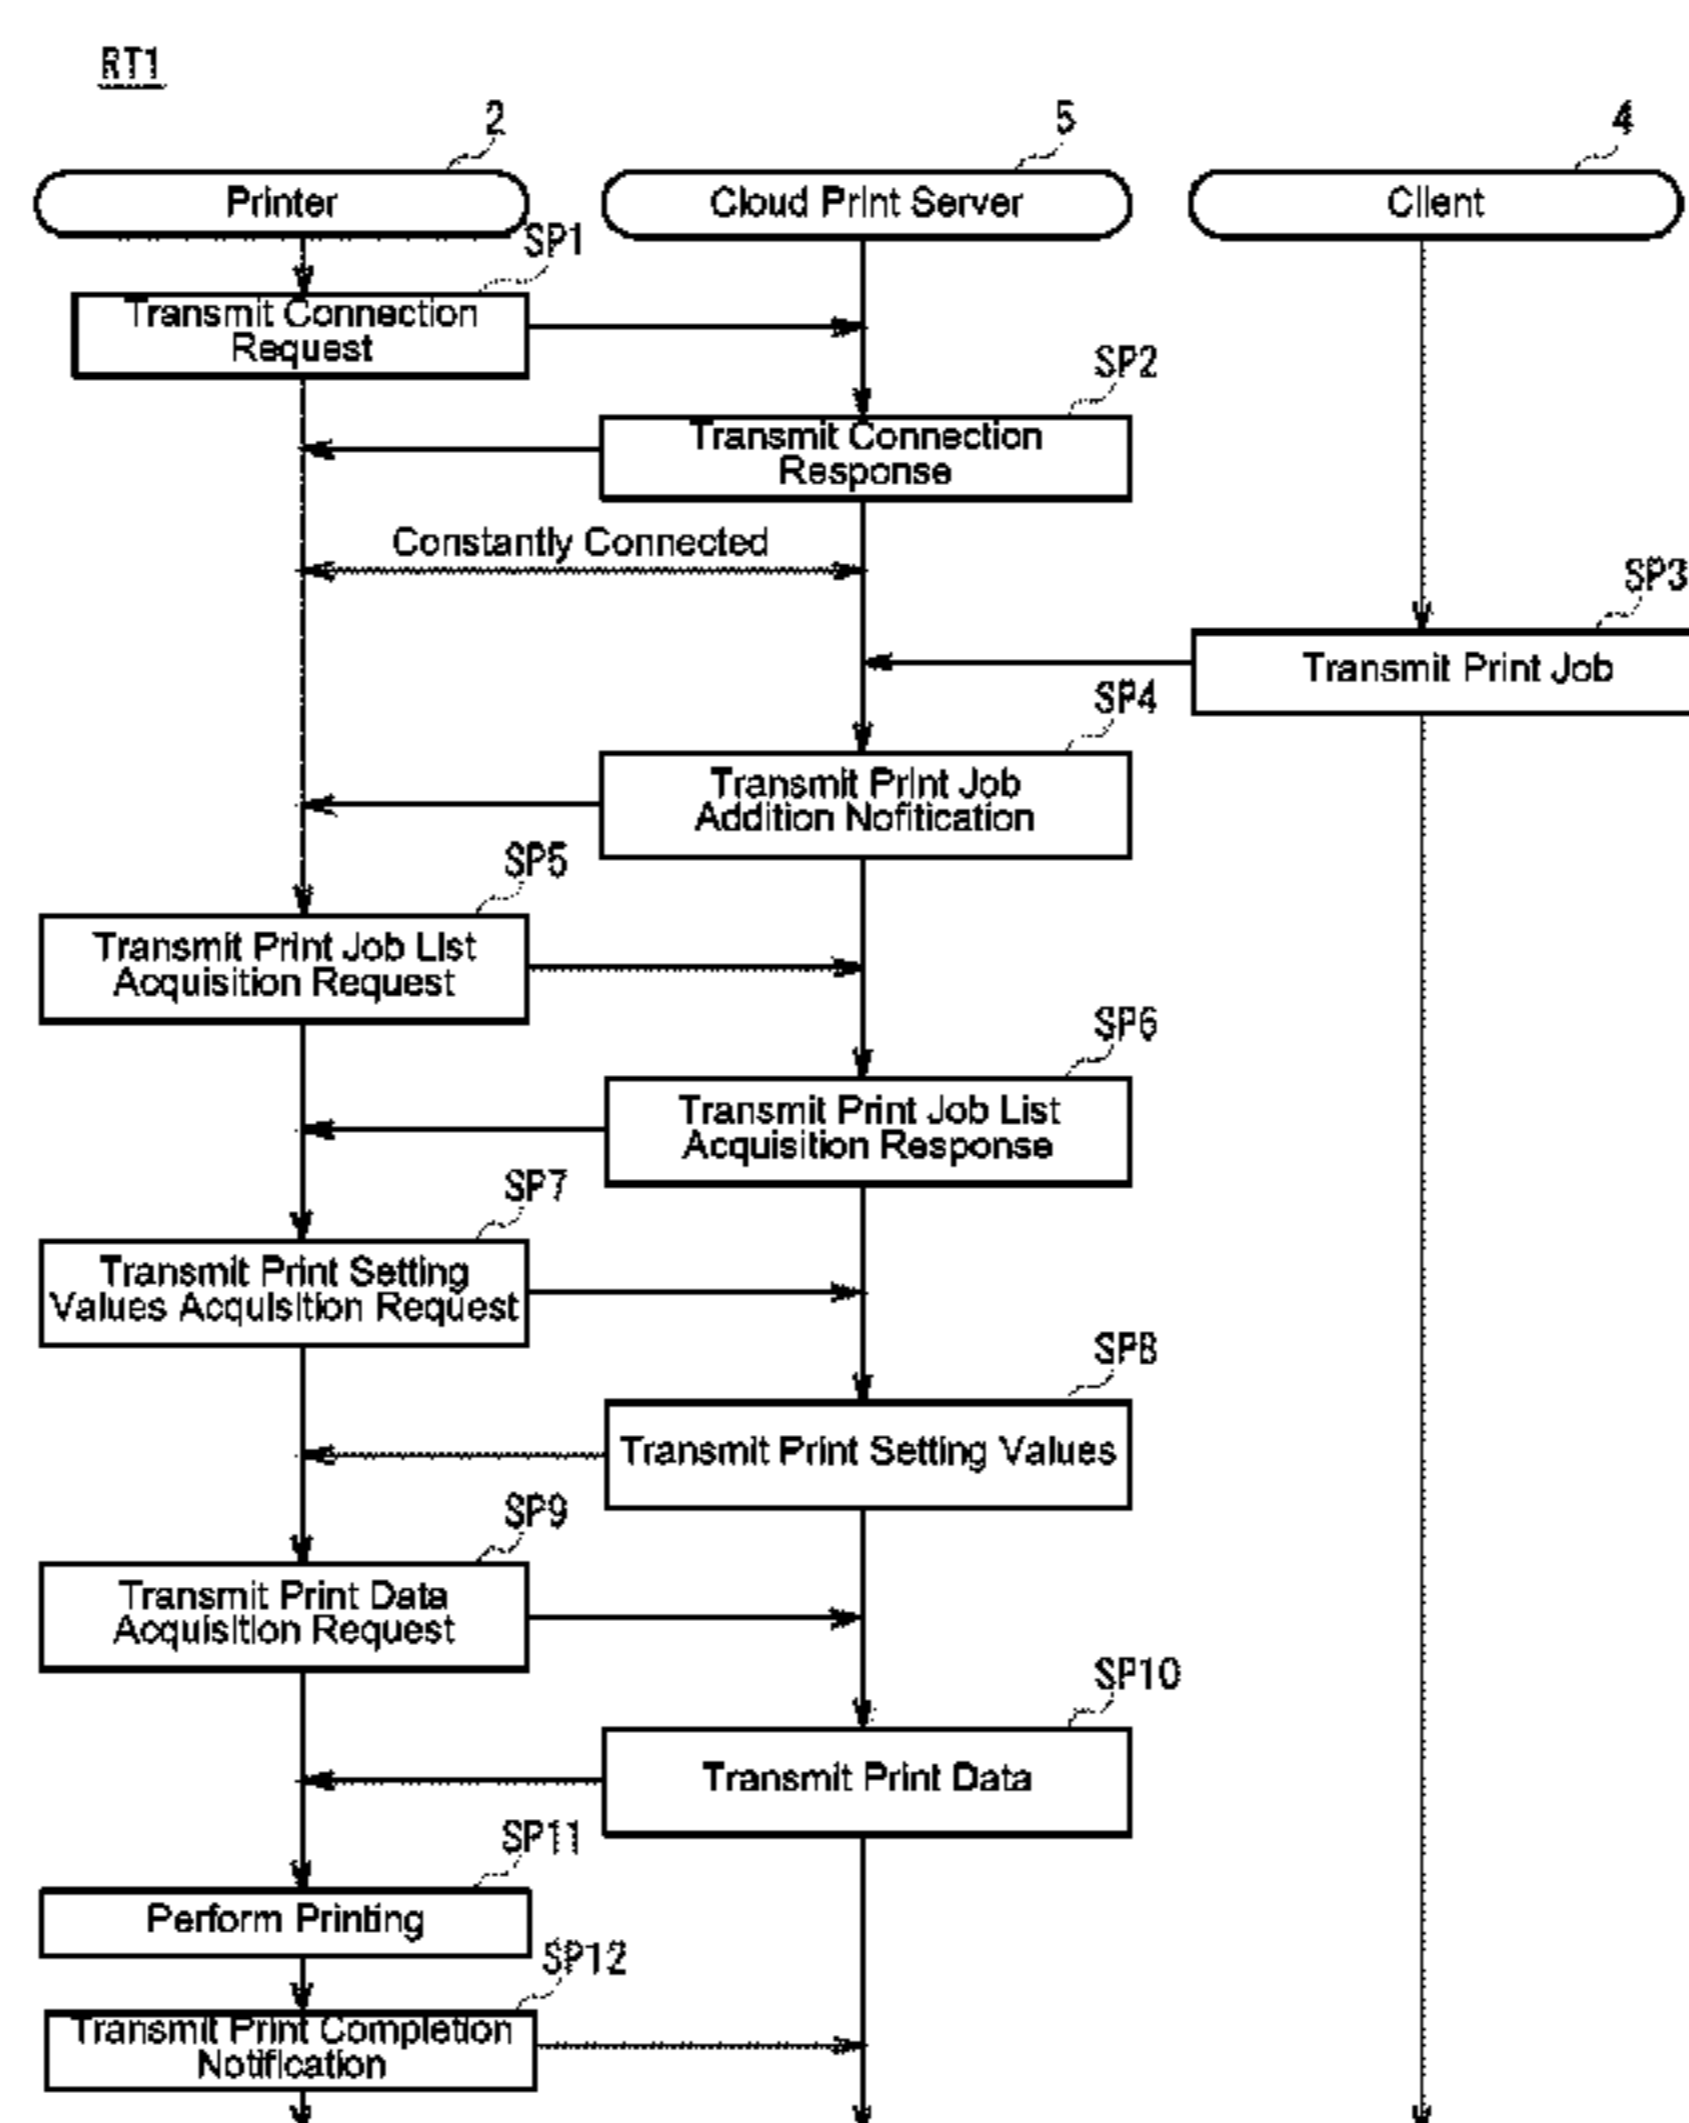 RT1
2
5
4
Printer
Cloud Print Server
Client
SP1
Transmit Connection
Request
SP2
Transmit Connection
Response
Constantly Connected
SP3
Transmit Print Job
SP4
Transmit Print Job
Addition Nofitication
SP5
Transmit Print Job List
Acquisition Request
SP6
Transmit Print Job List
Acquisition Response
SP7
Transmit Print Setting
Values Acquisition Request
SP8
Transmit Print Setting Values
SP9
Transmit Print Data
Acquisition Request
SP10
Transmit Print Data
SP11
Perform Printing
SP12
Transmit Print Completion
Notification